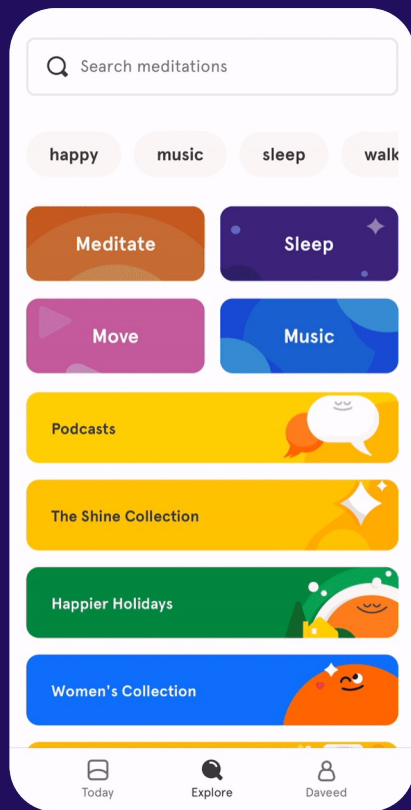 Search meditations
happy music sleep walk
Meditate Sleep
Move Music
Podcasts
The Shine Collection
Happier Holidays
Women's Collection
Today Explore Daveed